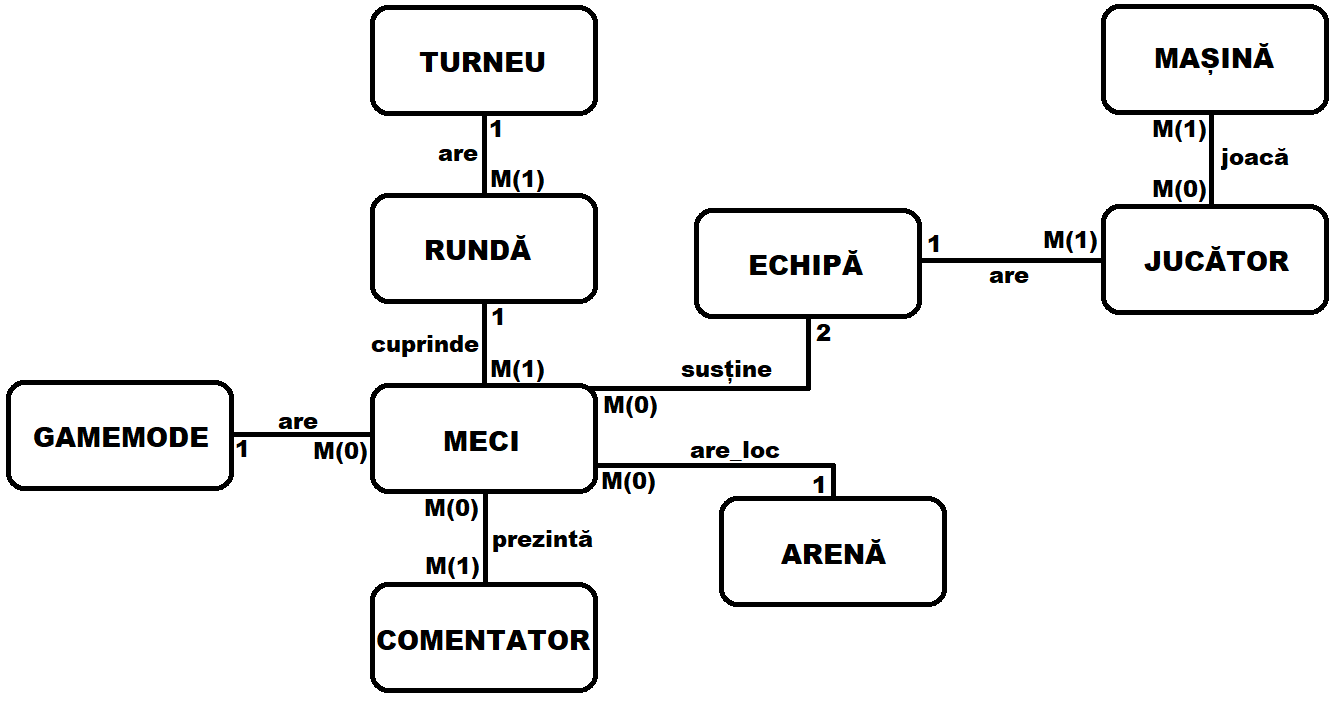 TURNEU
MAȘINĂ
1
M(1)
are
joacă
M(1)
M(0)
RUNDĂ
ECHIPĂ
1
M(1)
JUCĂTOR
are
1
2
cuprinde
M(1)
susține
M(0)
GAMEMODE
are
1
M(0)
MECI
are_loc
M(0)
1
M(0)
prezintă
M(1)
ARENĂ
COMENTATOR